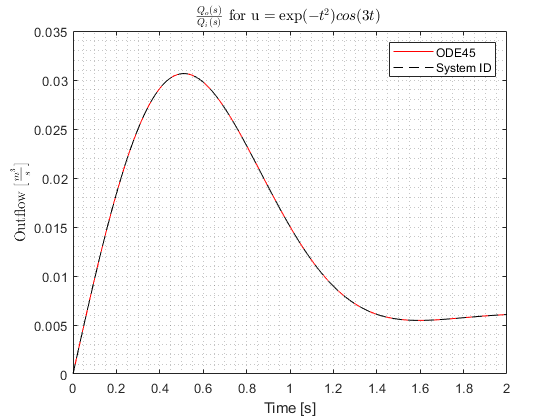 Q_o(s)/Q_i(s) for u = exp(−t²)cos(3t)
0.035
ODE45
System ID
0.03
0.025
0.02
0.015
0.01
0.005
0
Outflow [m³/s]
0 0.2 0.4 0.6 0.8 1 1.2 1.4 1.6 1.8 2
Time [s]